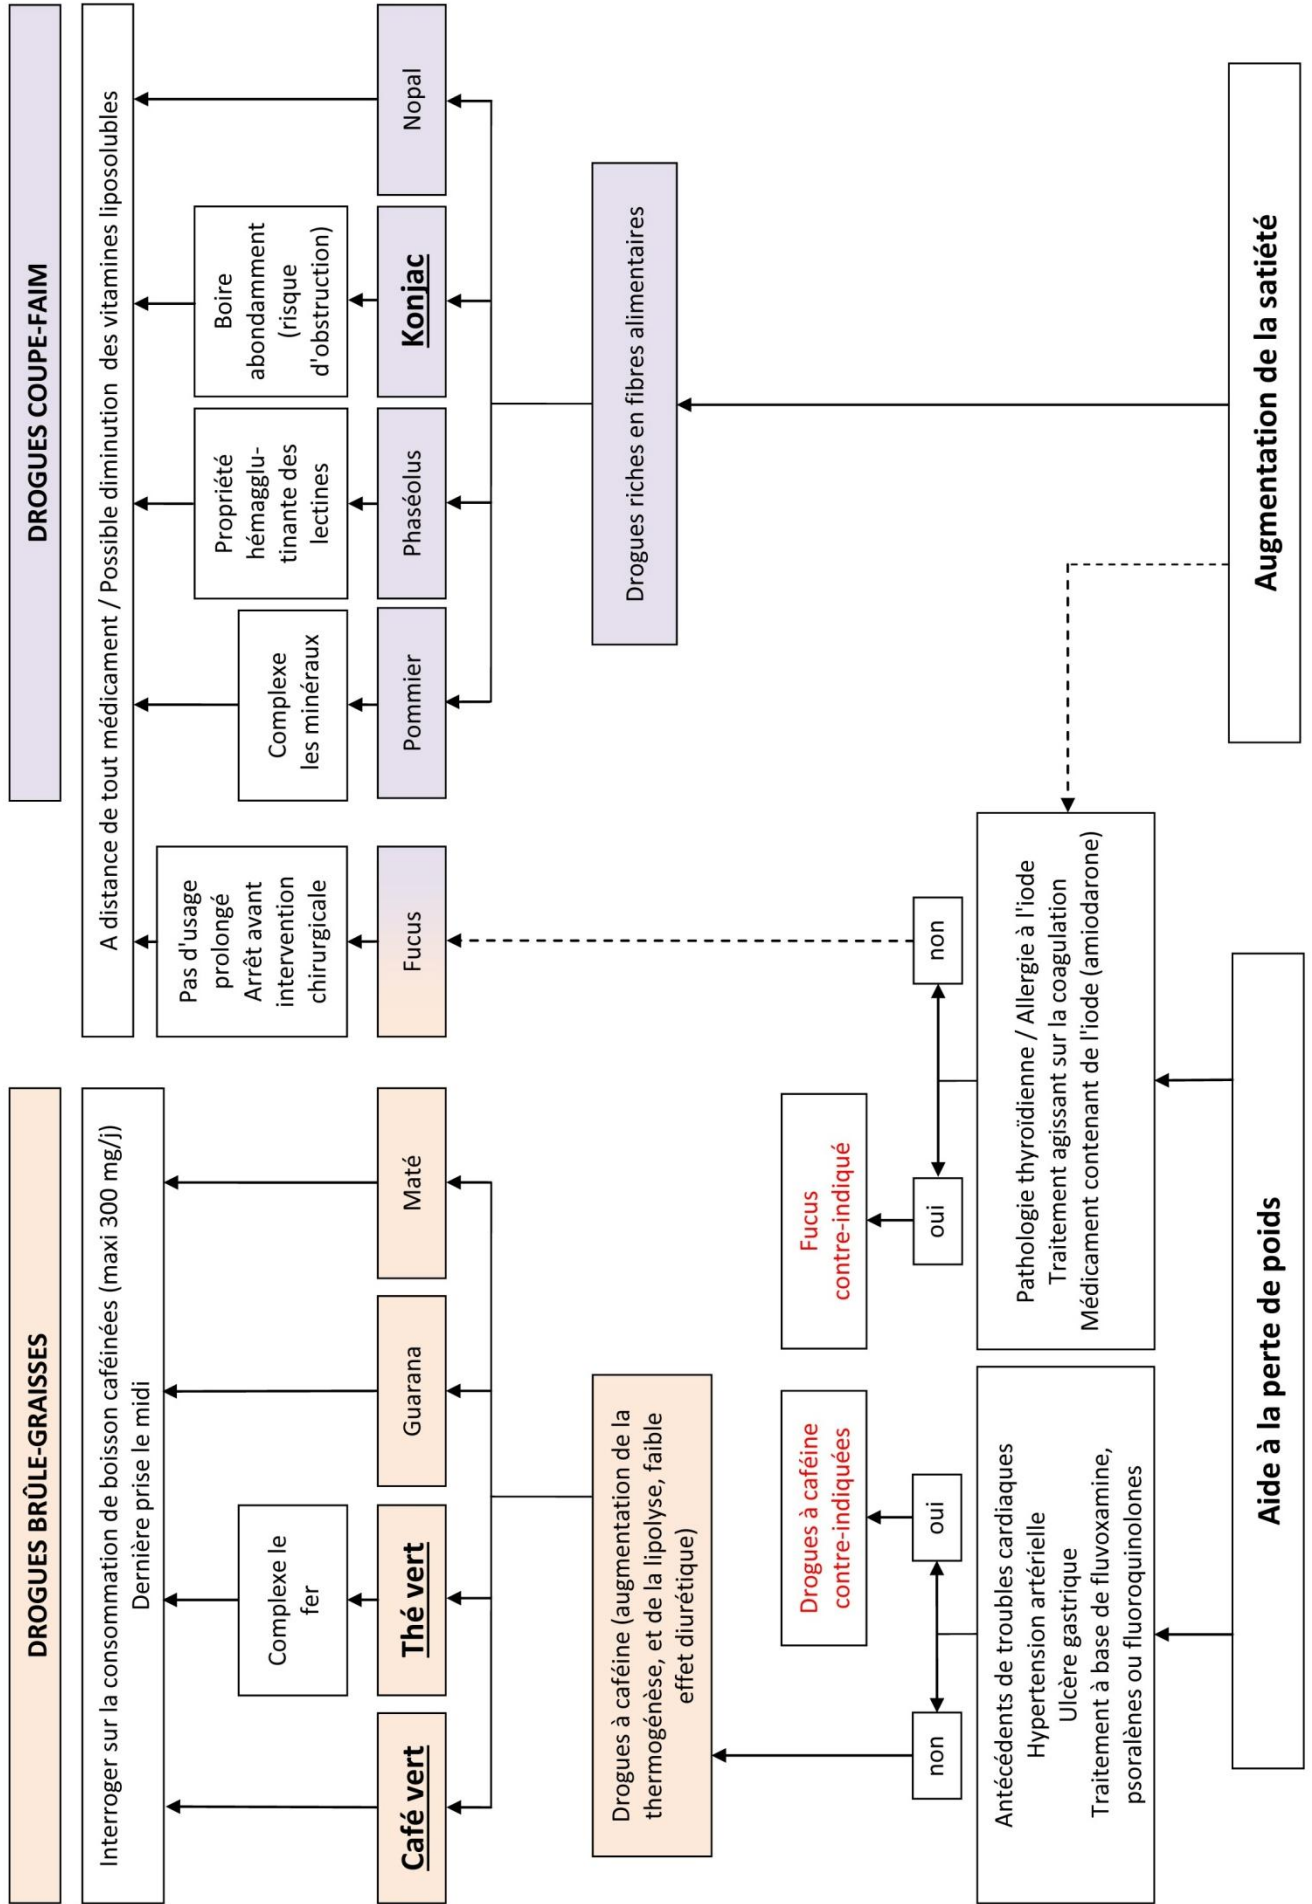 DROGUES BRÛLE-GRAISSES
DROGUES COUPE-FAIM
Interroger sur la consommation de boisson caféinées (maxi 300 mg/j)
Dernière prise le midi
A distance de tout médicament / Possible diminution des vitamines liposolubles
Complexe le
fer
Pas d'usage
prolongé
Arrêt avant
intervention
chirurgicale
Complexe
les minéraux
Propriété
hémagglu-
tinante des
lectines
Boire
abondamment
(risque
d'obstruction)
Café vert
Thé vert
Guarana
Maté
Fucus
Pommier
Phaséolus
Konjac
Nopal
Drogues à caféine (augmentation de la
thermogénèse, et de la lipolyse, faible
effet diurétique)
Drogues riches en fibres alimentaires
Drogues à caféine
contre-indiquées
Fucus
contre-indiqué
non
oui
oui
non
Antécédents de troubles cardiaques
Hypertension artérielle
Ulcère gastrique
Traitement à base de fluvoxamine,
psoralènes ou fluoroquinolones
Pathologie thyroïdienne / Allergie à l'iode
Traitement agissant sur la coagulation
Médicament contenant de l'iode (amiodarone)
Aide à la perte de poids
Augmentation de la satiété